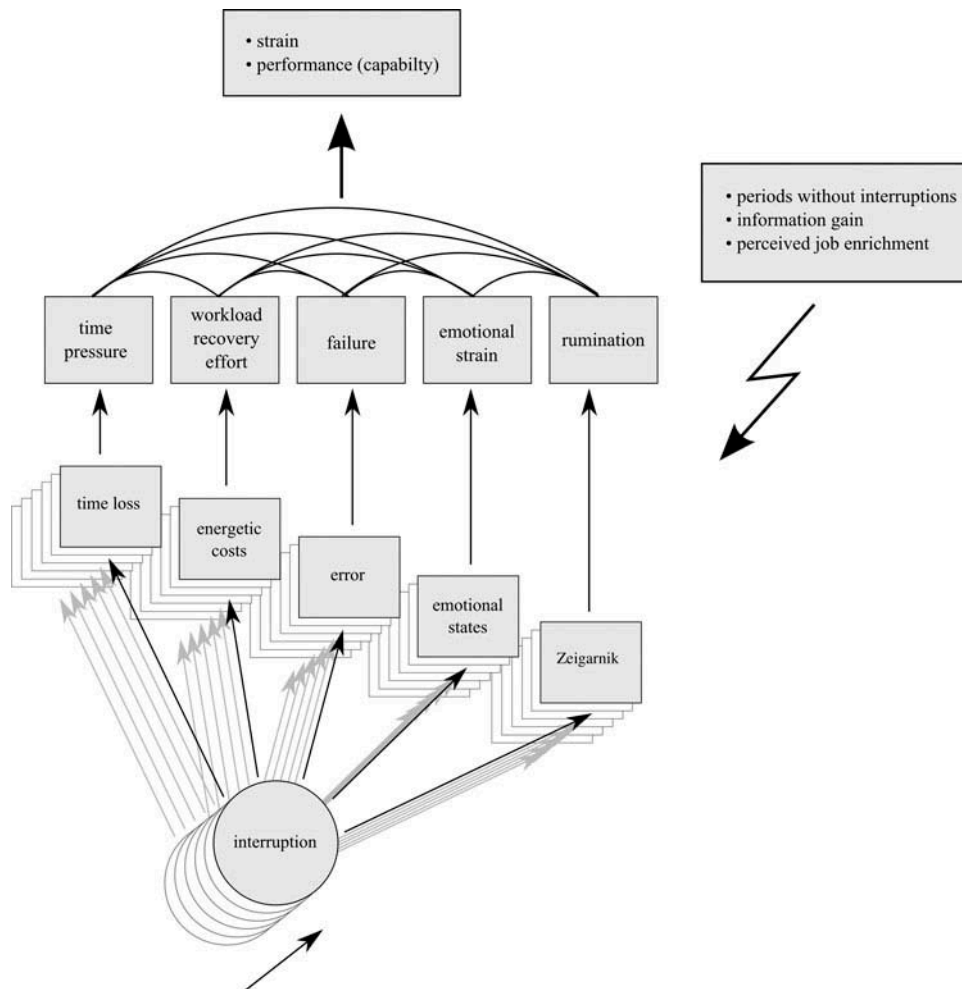 • strain
• performance (capabilty)
• periods without interruptions
• information gain
• perceived job enrichment
time
pressure
workload
recovery
effort
failure
emotional
strain
rumination
time loss
energetic
costs
error
emotional
states
Zeigarnik
interruption